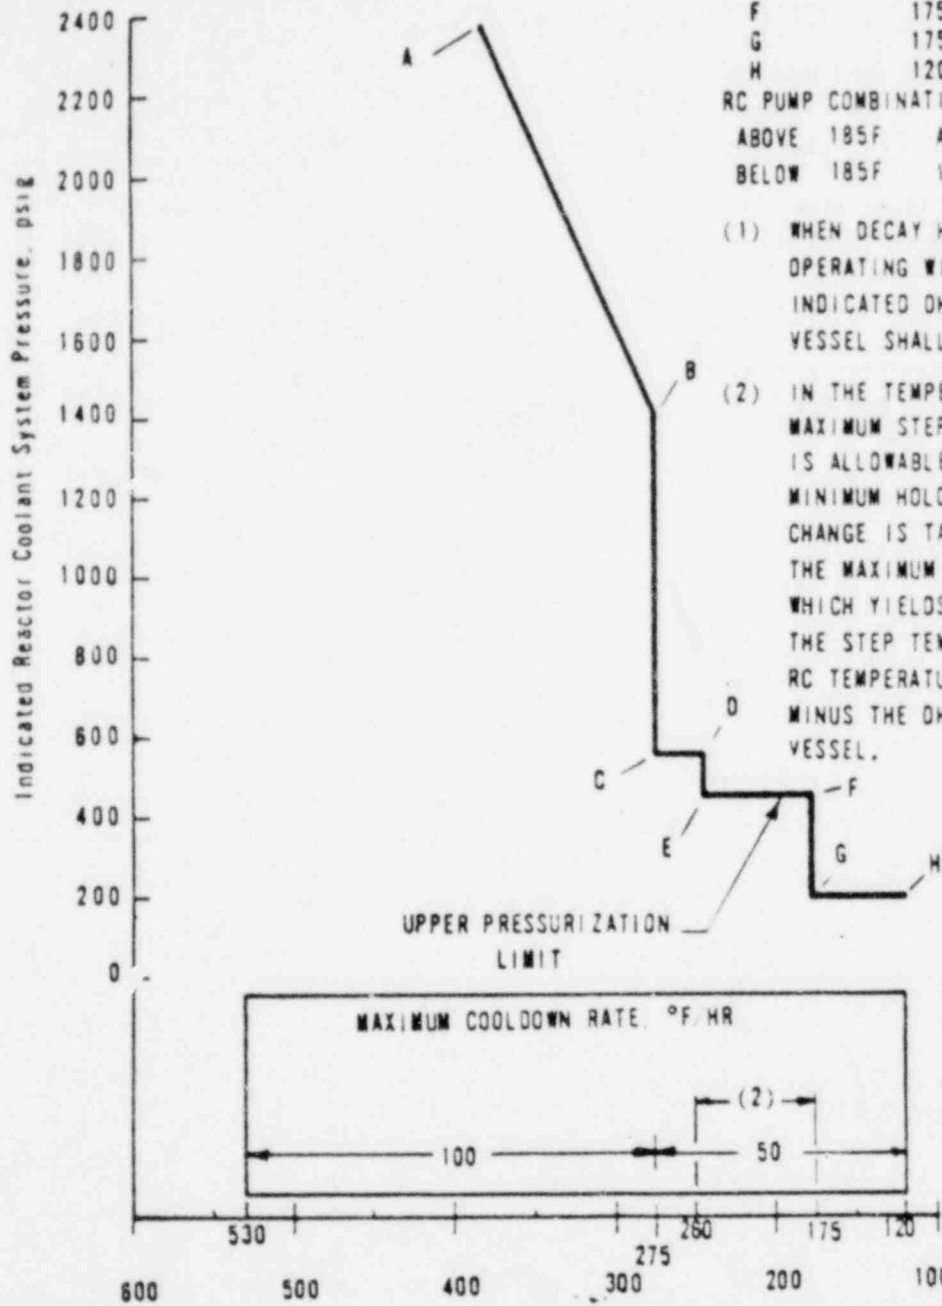 2400
2200
2000
1800
1600
1400
1200
1000
800
600
400
200
0
Indicated Reactor Coolant System Pressure, psig
A
B
C
D
E
F
G
H
UPPER PRESSURIZATION
LIMIT
F 175
G 175
H 120
RC PUMP COMBINATI
ABOVE 185F A
BELOW 185F
(1) WHEN DECAY H
OPERATING WI
INDICATED DH
VESSEL SHALL
(2) IN THE TEMPE
MAXIMUM STEP
IS ALLOWABLE
MINIMUM HOLD
CHANGE IS TA
THE MAXIMUM
WHICH YIELDS
THE STEP TEM
RC TEMPERATU
MINUS THE DH
VESSEL.
MAXIMUM COOLDOWN RATE, °F/HR
(2)
100 50
530 260 175 120
275
600 500 400 300 200 100